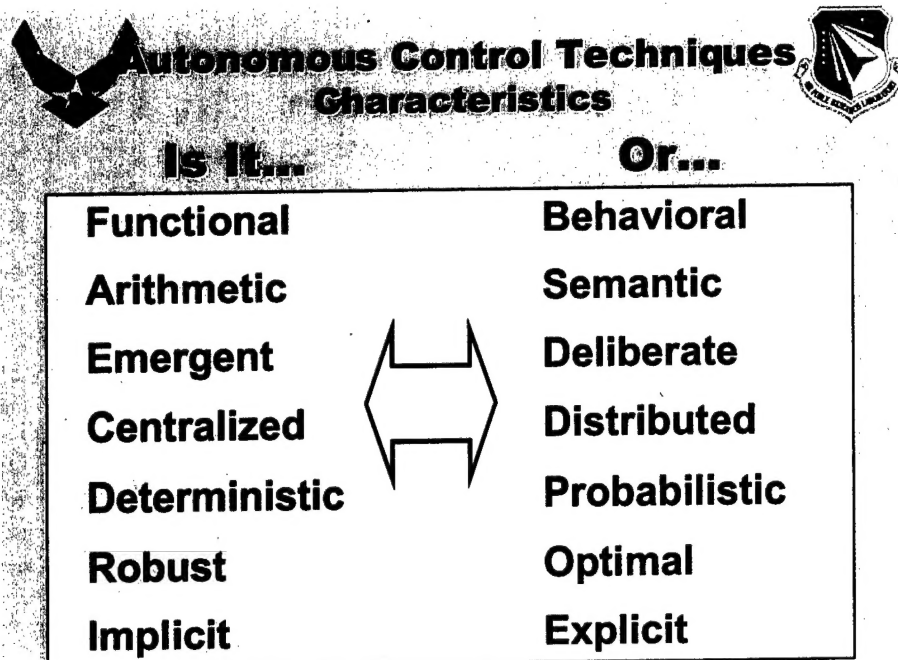 Autonomous Control Techniques
Characteristics
Is It... Or...
Functional Behavioral
Arithmetic Semantic
Emergent Deliberate
Centralized Distributed
Deterministic Probabilistic
Robust Optimal
Implicit Explicit